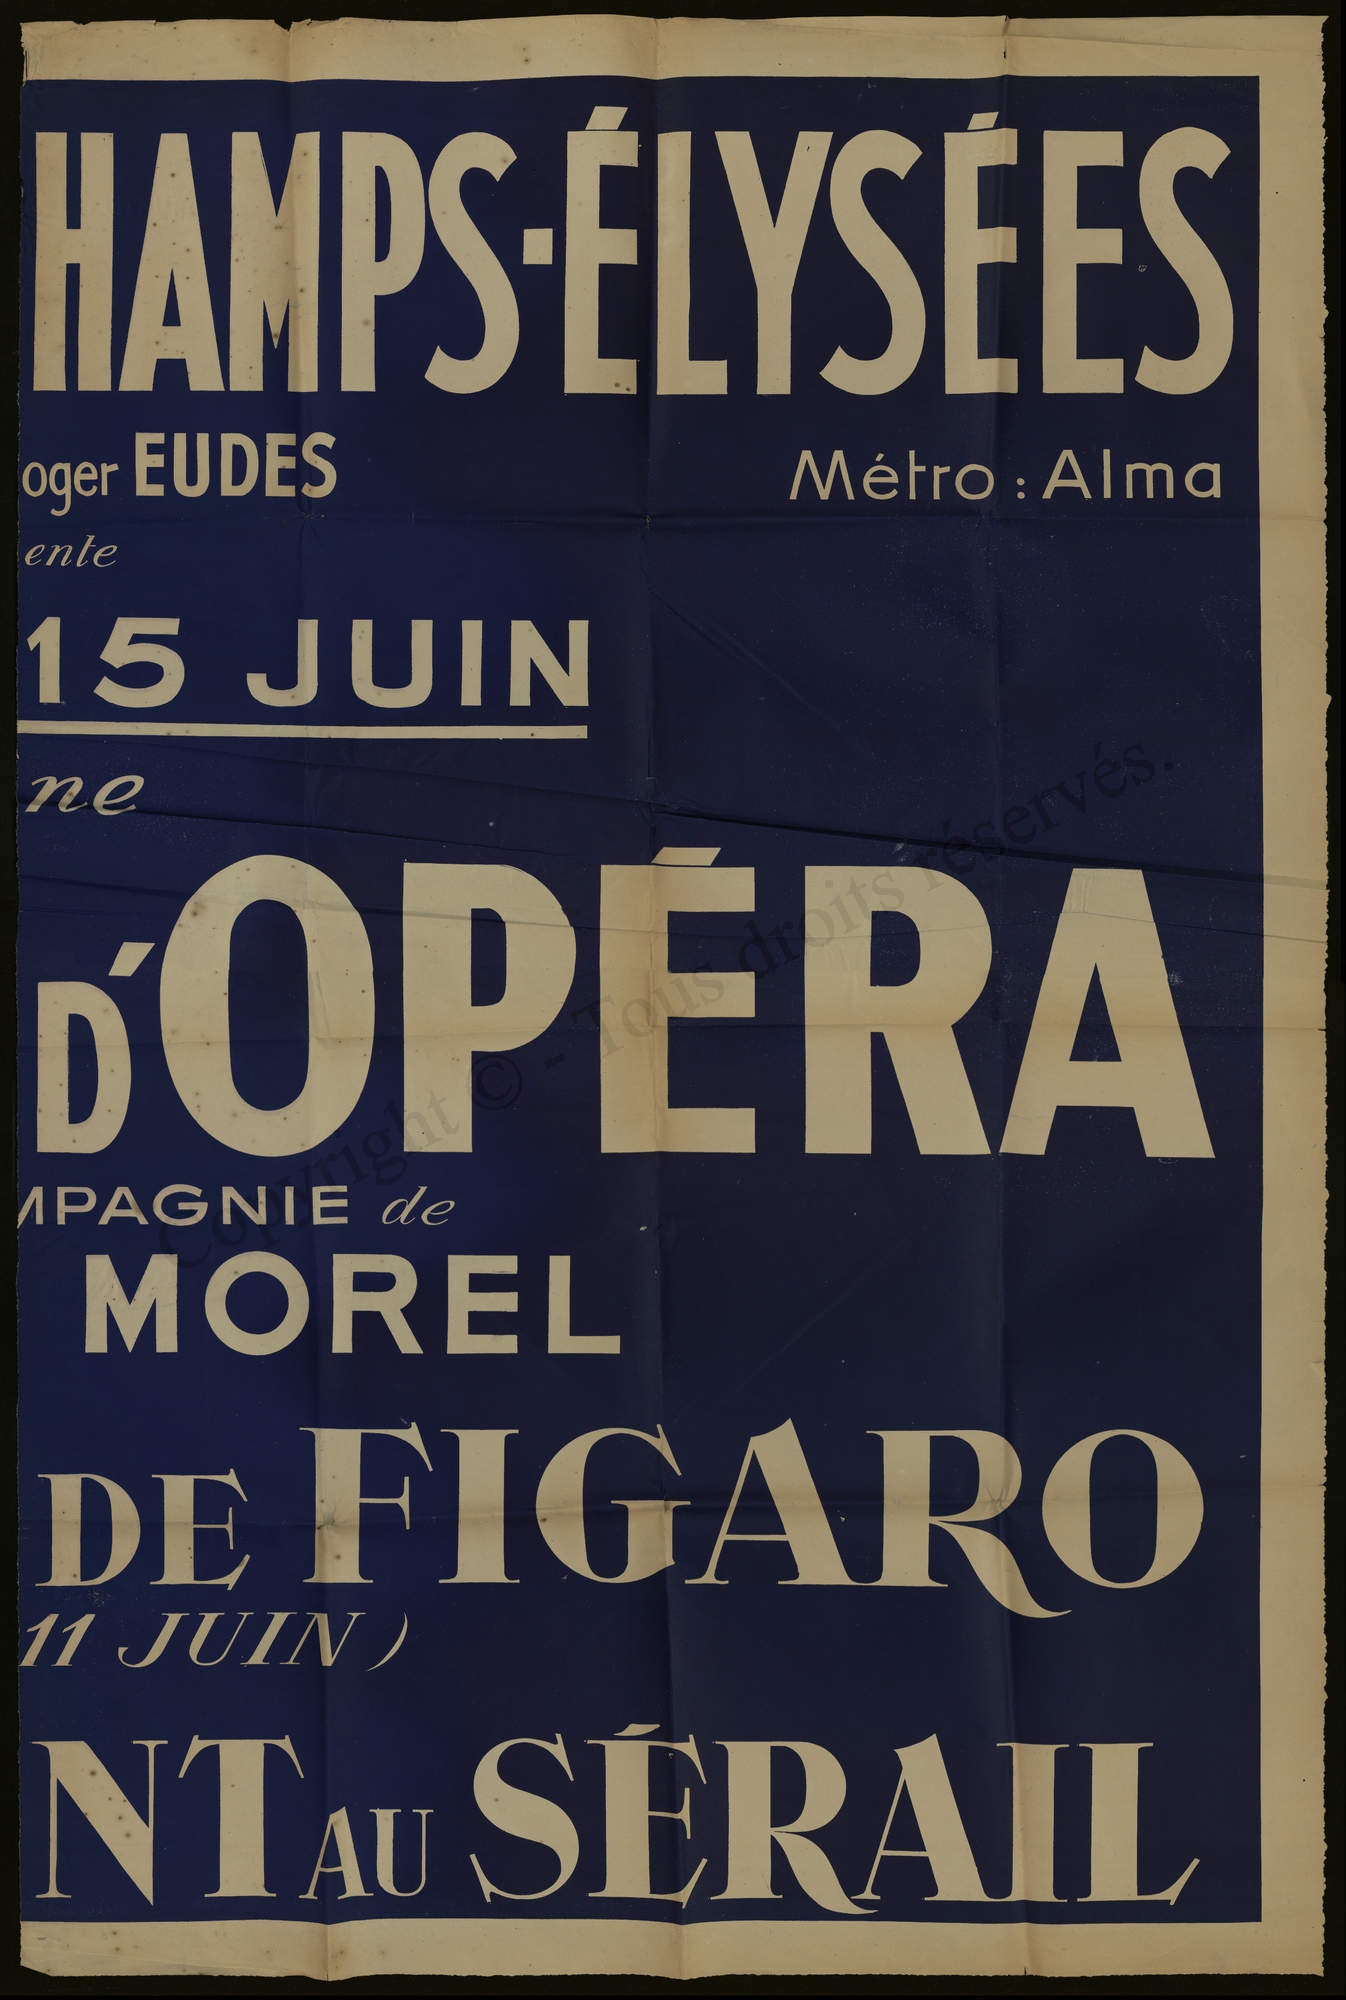 HAMPS-ÉLYSÉES
oger EUDES
Métro : Alma
ente
15 JUIN
ne
D'OPÉRA
MPAGNIE de
MOREL
DE FIGARO
11 JUIN)
NT AU SÉRAIL
Copyright © - Tous droits réservés.